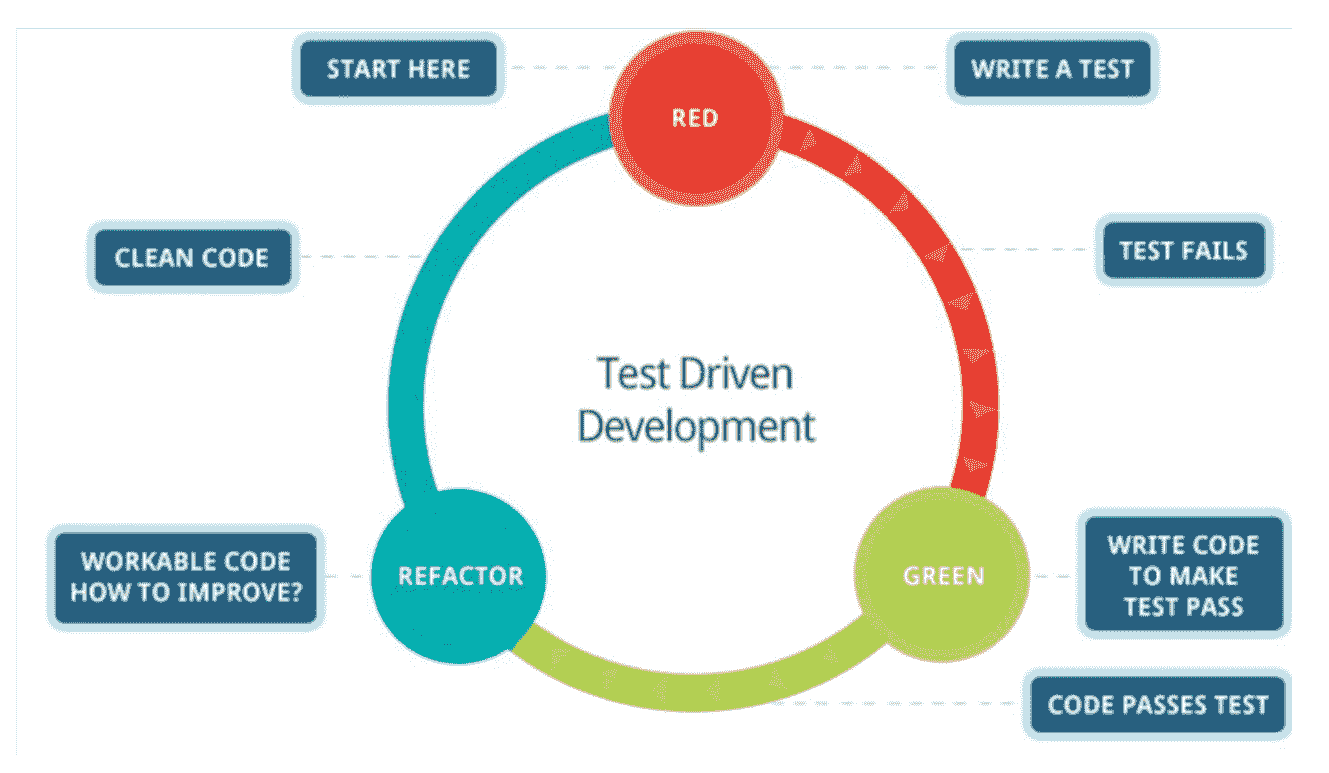 START HERE
RED
WRITE A TEST
CLEAN CODE
TEST FAILS
Test Driven
Development
WORKABLE CODE
HOW TO IMPROVE?
REFACTOR
GREEN
WRITE CODE
TO MAKE
TEST PASS
CODE PASSES TEST